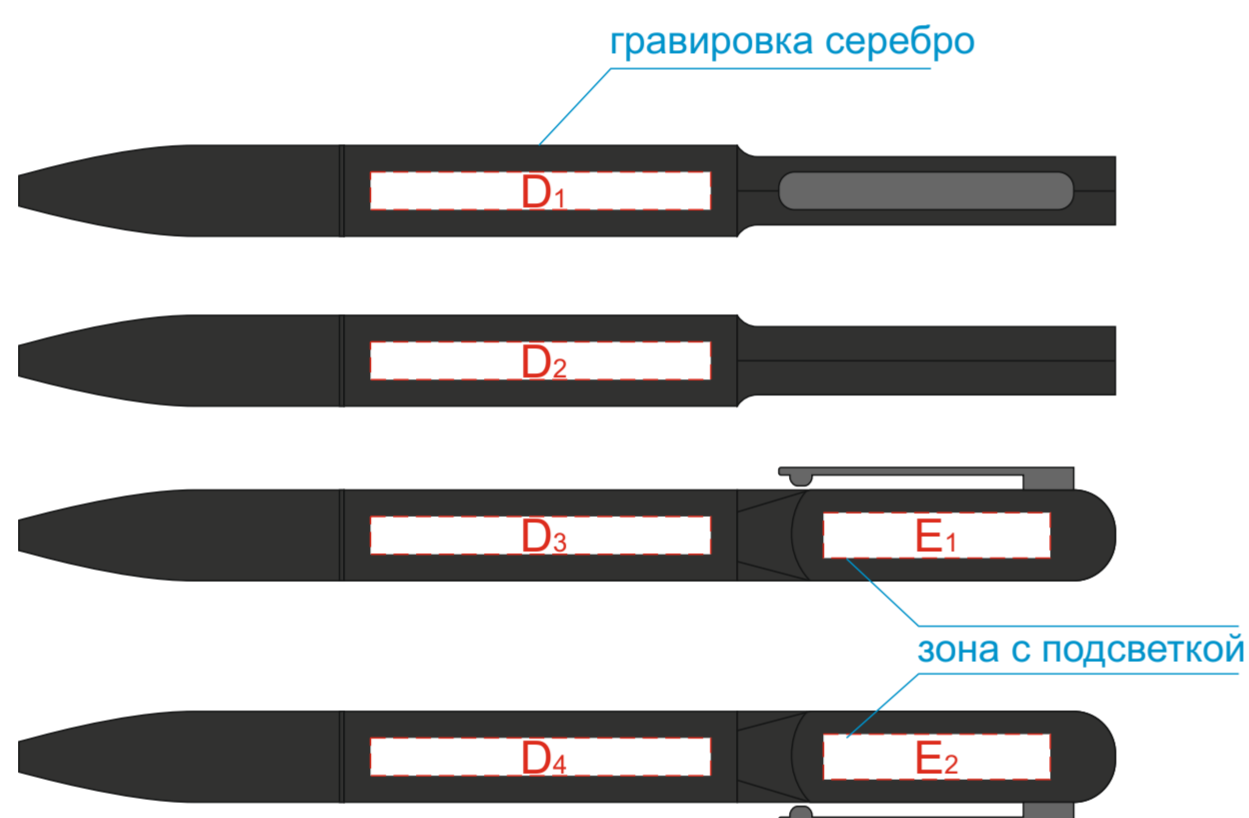 гравировка серебро
D1
D2
D3
E1
зона с подсветкой
D4
E2